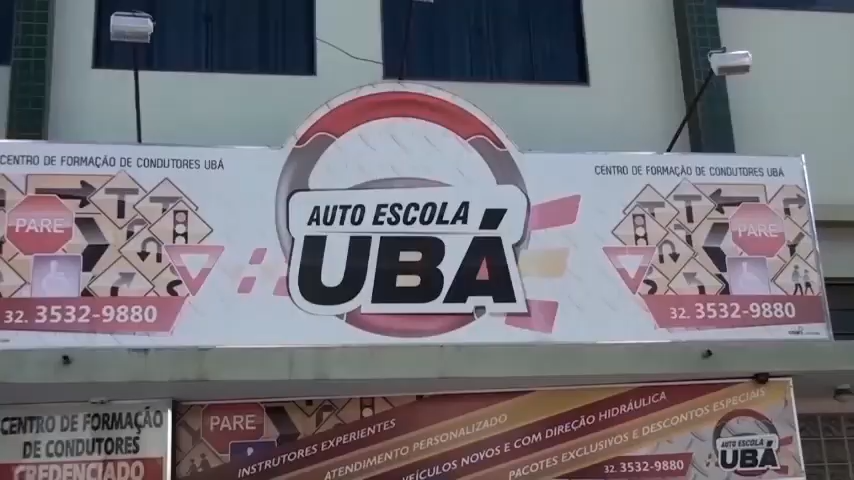 CENTRO DE FORMAÇÃO DE CONDUTORES UBÁ
CENTRO DE FORMAÇÃO DE CONDUTORES UBÁ
PARE
AUTO ESCOLA
UBÁ
PARE
32. 3532-9880
32. 3532-9880
CENTRO DE FORMAÇÃO
DE CONDUTORES
CREDENCIADO
PARE
INSTRUTORES EXPERIENTES
ATENDIMENTO PERSONALIZADO
VEÍCULOS NOVOS E COM DIREÇÃO HIDRÁULICA
PACOTES EXCLUSIVOS E DESCONTOS ESPECIAIS
32. 3532-9880
AUTO ESCOLA
UBÁ